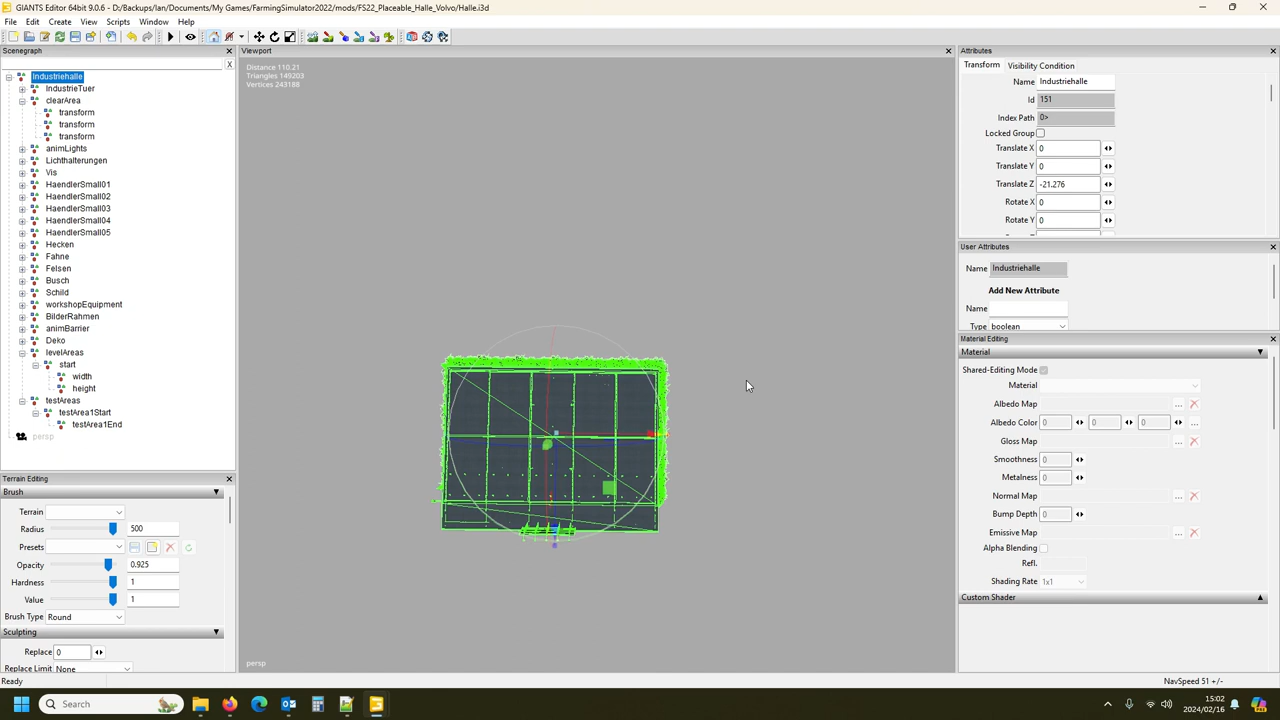 GIANTS Editor 64bit 9.0.6 - D:/Backups/Ian/Documents/My Games/FarmingSimulator2022/mods/FS22_Placeable_Halle_Volvo/Halle.i3d
File Edit Create View Scripts Window Help
Scenegraph
X
Industriehalle
IndustrieTuer
clearArea
transform
transform
transform
animLights
Lichthalterungen
Vis
HaendlerSmall01
HaendlerSmall02
HaendlerSmall03
HaendlerSmall04
HaendlerSmall05
Hecken
Fahne
Felsen
Busch
Schild
workshopEquipment
BilderRahmen
animBarrier
Deko
levelAreas
start
width
height
testAreas
testArea1Start
testArea1End
persp
Terrain Editing
Brush
Terrain
Radius 500
Presets
Opacity 0.925
Hardness 1
Value 1
Brush Type Round
Sculpting
Replace 0
Replace Limit None
Ready
Viewport
Distance 110.21
Triangles 149203
Vertices 243188
persp
Attributes
Transform Visibility Condition
Name Industriehalle
Id 151
Index Path 0>
Locked Group
Translate X 0
Translate Y 0
Translate Z -21.276
Rotate X 0
Rotate Y 0
User Attributes
Name Industriehalle
Add New Attribute
Name
Type boolean
Material Editing
Material
Shared-Editing Mode
Material
Albedo Map ...
Albedo Color 0 0 0 ...
Gloss Map ...
Smoothness 0
Metalness 0
Normal Map ...
Bump Depth 0
Emissive Map ...
Alpha Blending
Refl.
Shading Rate 1x1
Custom Shader
NavSpeed 51 +/-
Search
15:02
2024/02/16